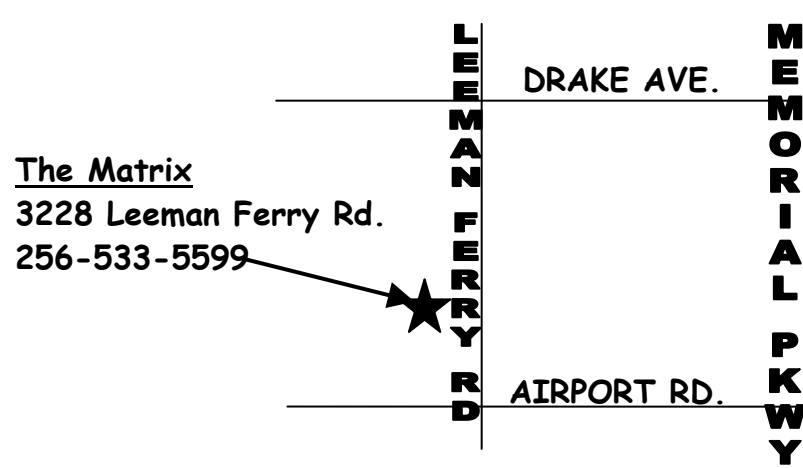 LEEMAN FERRY RD
DRAKE AVE.
MEMORIAL PKWY
The Matrix
3228 Leeman Ferry Rd.
256-533-5599
AIRPORT RD.